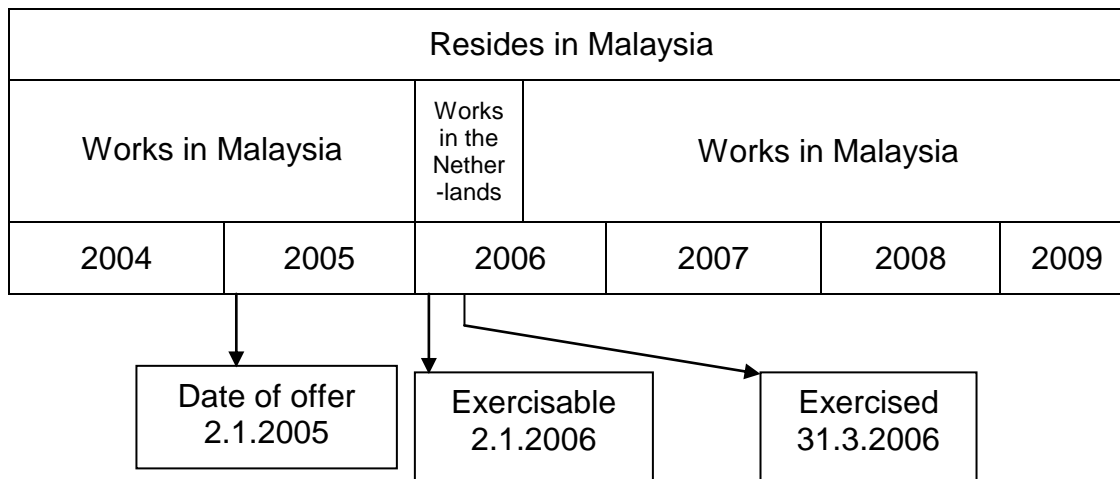 Resides in Malaysia
Works in Malaysia
Works
in the
Nether
-lands
Works in Malaysia
2004
2005
2006
2007
2008
2009
Date of offer
2.1.2005
Exercisable
2.1.2006
Exercised
31.3.2006